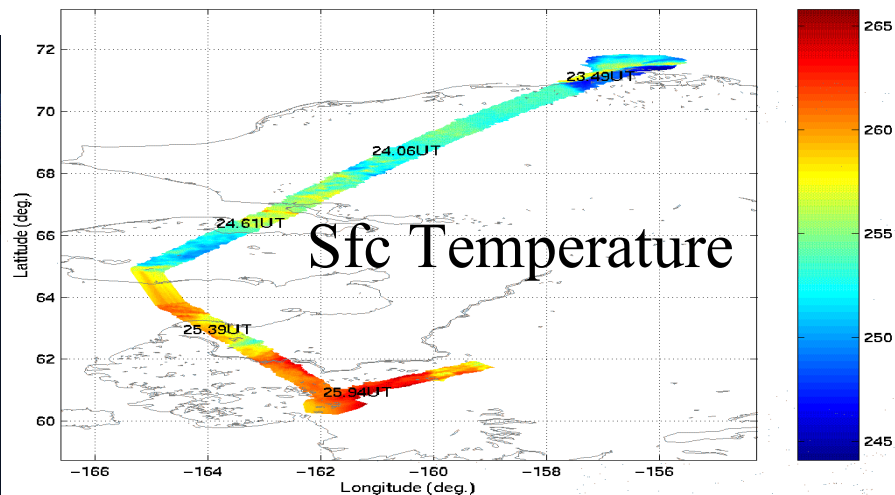 72
70
68
66
64
62
60
Latitude (deg.)
23.49UT
24.06UT
24.61UT
Sfc Temperature
25.39UT
25.94UT
−166
−164
−162
−160
−158
−156
Longitude (deg.)
265
260
255
250
245